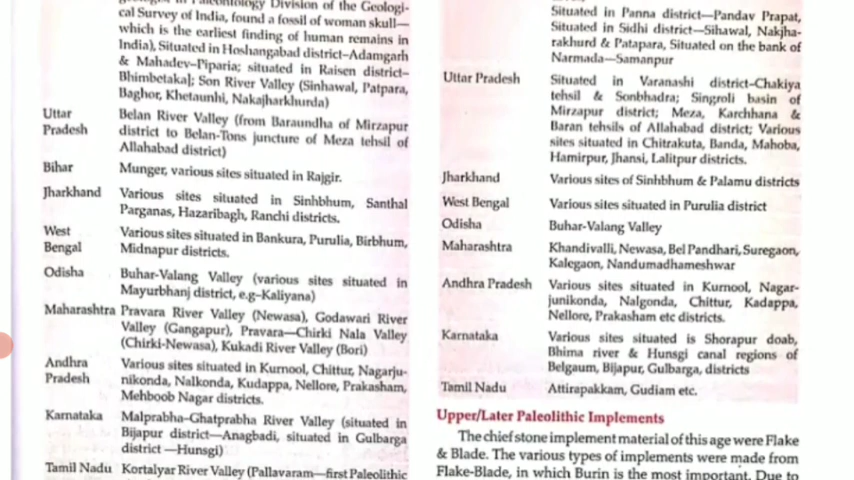 geologist in Paleontology Division of the Geologi-
cal Survey of India, found a fossil of woman skull—
which is the earliest finding of human remains in
India), Situated in Hoshangabad district–Adamgarh
& Mahadev–Piparia; situated in Raisen district–
Bhimbetaka]; Son River Valley (Sinhawal, Patpara,
Baghor, Khetaunhi, Nakajharkhurda)
Uttar Pradesh
Belan River Valley (from Baraundha of Mirzapur
district to Belan-Tons juncture of Meza tehsil of
Allahabad district)
Bihar Munger, various sites situated in Rajgir.
Jharkhand Various sites situated in Sinhbhum, Santhal
Parganas, Hazaribagh, Ranchi districts.
West Bengal
Various sites situated in Bankura, Purulia, Birbhum,
Midnapur districts.
Odisha Buhar-Valang Valley (various sites situated in
Mayurbhanj district, e.g–Kaliyana)
Maharashtra Pravara River Valley (Newasa), Godawari River
Valley (Gangapur), Pravara—Chirki Nala Valley
(Chirki-Newasa), Kukadi River Valley (Bori)
Andhra Pradesh
Various sites situated in Kurnool, Chittur, Nagarju-
nikonda, Nalkonda, Kudappa, Nellore, Prakasham,
Mehboob Nagar districts.
Karnataka Malprabha-Ghatprabha River Valley (situated in
Bijapur district—Anagbadi, situated in Gulbarga
district —Hunsgi)
Tamil Nadu Kortalyar River Valley (Pallavaram—first Paleolithic
Situated in Panna district—Pandav Prapat,
Situated in Sidhi district—Sihawal, Nakjha-
rakhurd & Patapara, Situated on the bank of
Narmada—Samanpur
Uttar Pradesh Situated in Varanashi district–Chakiya
tehsil & Sonbhadra; Singroli basin of
Mirzapur district; Meza, Karchhana &
Baran tehsils of Allahabad district; Various
sites situated in Chitrakuta, Banda, Mahoba,
Hamirpur, Jhansi, Lalitpur districts.
Jharkhand Various sites of Sinhbhum & Palamu districts
West Bengal Various sites situated in Purulia district
Odisha Buhar-Valang Valley
Maharashtra Khandivalli, Newasa, Bel Pandhari, Suregaon,
Kalegaon, Nandumadhameshwar
Andhra Pradesh Various sites situated in Kurnool, Nagar-
junikonda, Nalgonda, Chittur, Kadappa,
Nellore, Prakasham etc districts.
Karnataka Various sites situated is Shorapur doab,
Bhima river & Hunsgi canal regions of
Belgaum, Bijapur, Gulbarga, districts
Tamil Nadu Attirapakkam, Gudiam etc.
Upper/Later Paleolithic Implements
The chief stone implement material of this age were Flake
& Blade. The various types of implements were made from
Flake-Blade, in which Burin is the most important. Due to